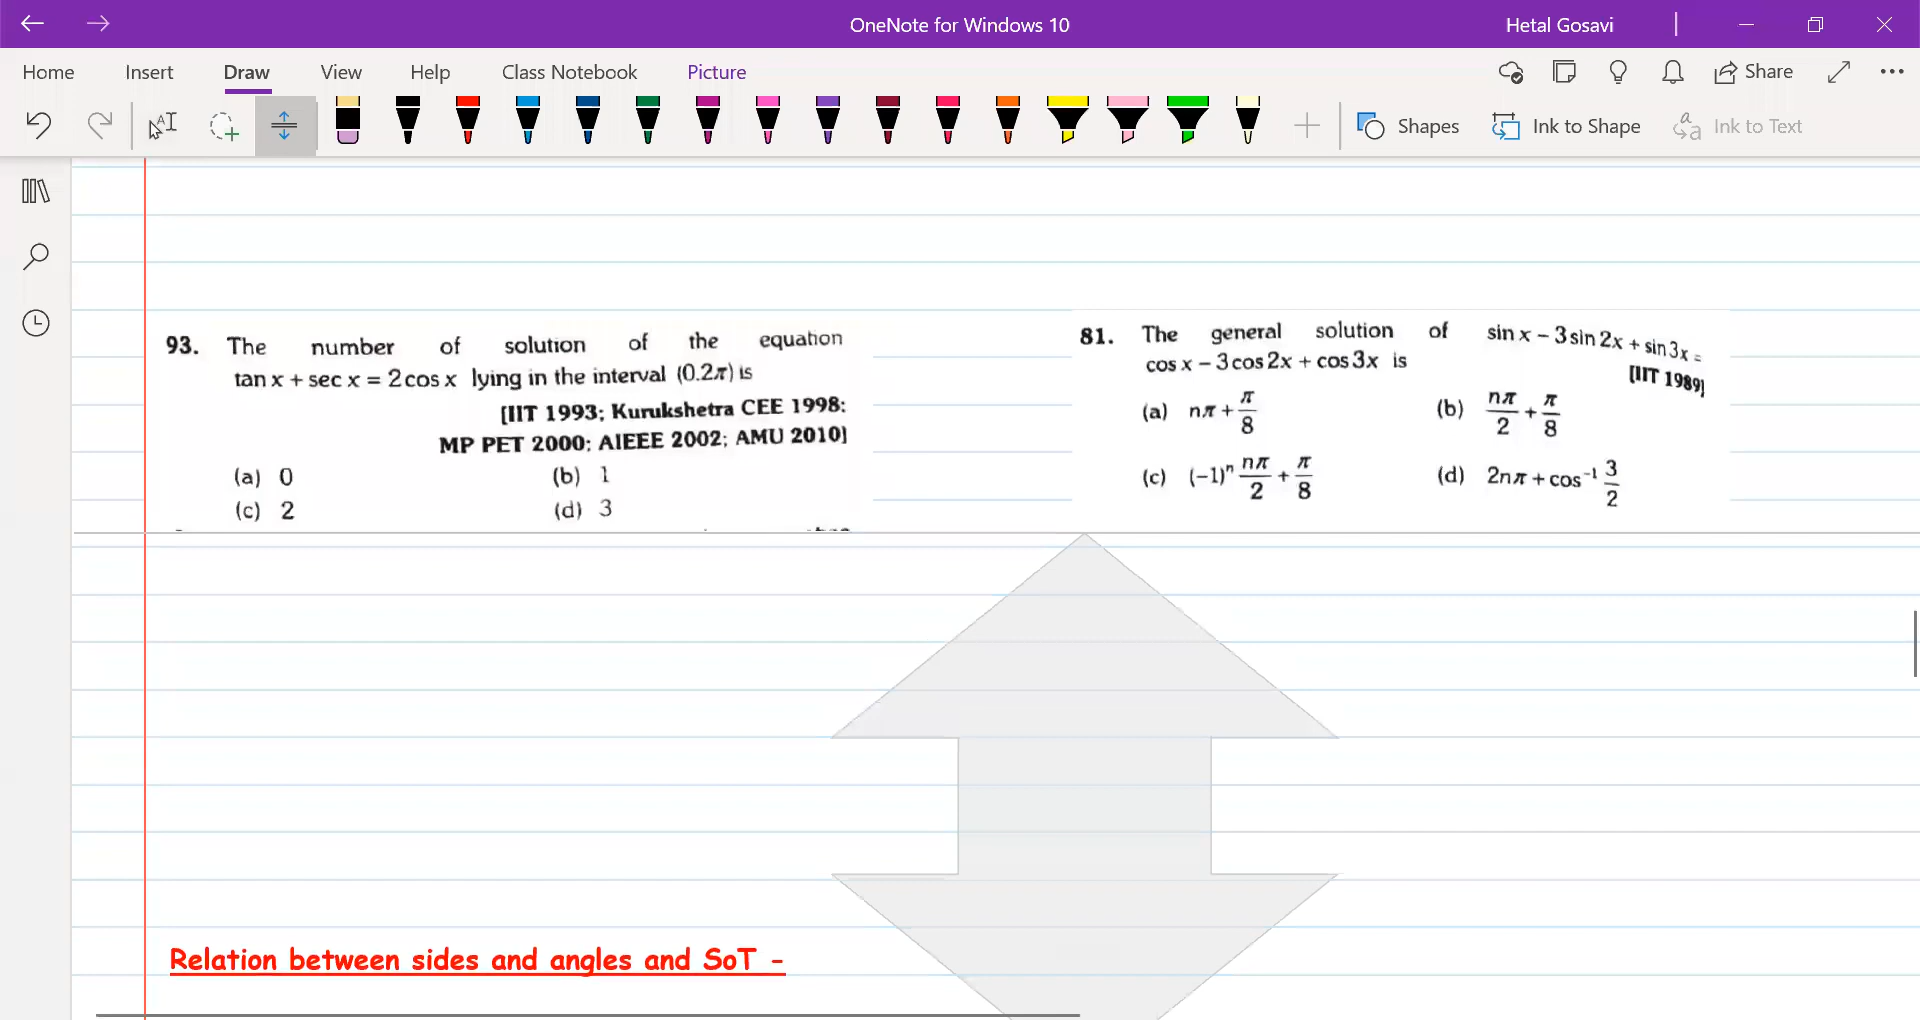 OneNote for Windows 10
Hetal Gosavi
Home Insert Draw View Help Class Notebook Picture Share
Shapes Ink to Shape Ink to Text
93. The number of solution of the equation
tan x + sec x = 2 cos x lying in the interval (0.2π) is
[IIT 1993; Kurukshetra CEE 1998;
MP PET 2000; AIEEE 2002; AMU 2010]
(a) 0 (b) 1
(c) 2 (d) 3
81. The general solution of sin x − 3 sin 2x + sin 3x =
cos x − 3 cos 2x + cos 3x is
[IIT 1989]
(a) nπ + π/8 (b) nπ/2 + π/8
(c) (−1)ⁿ nπ/2 + π/8 (d) 2nπ + cos⁻¹ 3/2
Relation between sides and angles and SoT -